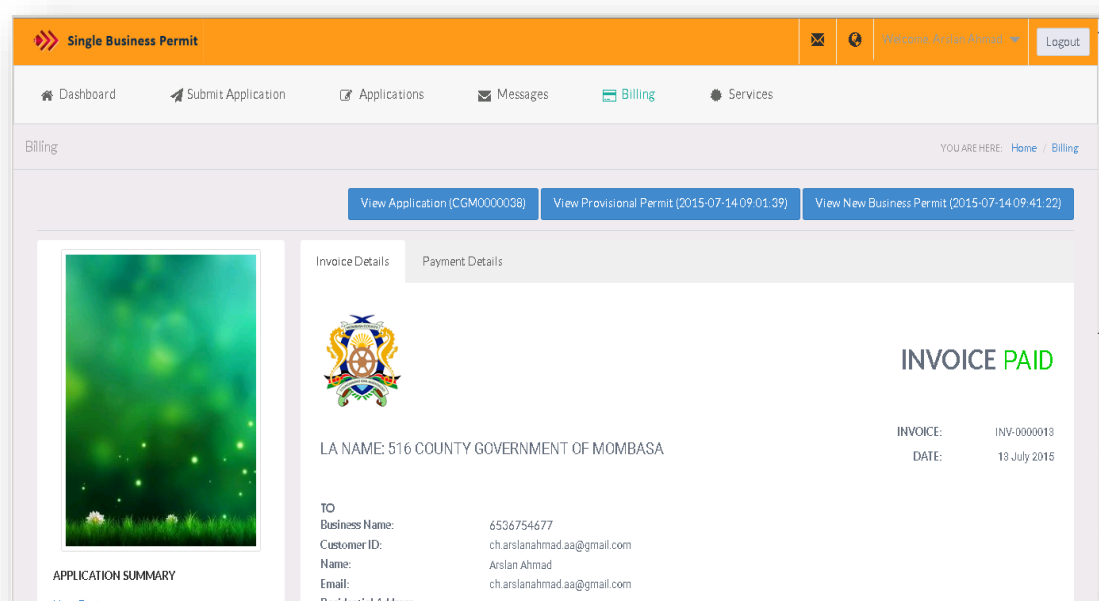 Single Business Permit
Welcome, Arslan Ahmad
Logout
Dashboard
Submit Application
Applications
Messages
Billing
Services
Billing
YOU ARE HERE: Home / Billing
View Application (CGM0000038)
View Provisional Permit (2015-07-14 09:01:39)
View New Business Permit (2015-07-14 09:41:22)
Invoice Details
Payment Details
INVOICE PAID
LA NAME: 516 COUNTY GOVERNMENT OF MOMBASA
INVOICE: INV-0000013
DATE: 13 July 2015
TO
Business Name: 6536754677
Customer ID: ch.arslanahmad.aa@gmail.com
Name: Arslan Ahmad
Email: ch.arslanahmad.aa@gmail.com
APPLICATION SUMMARY